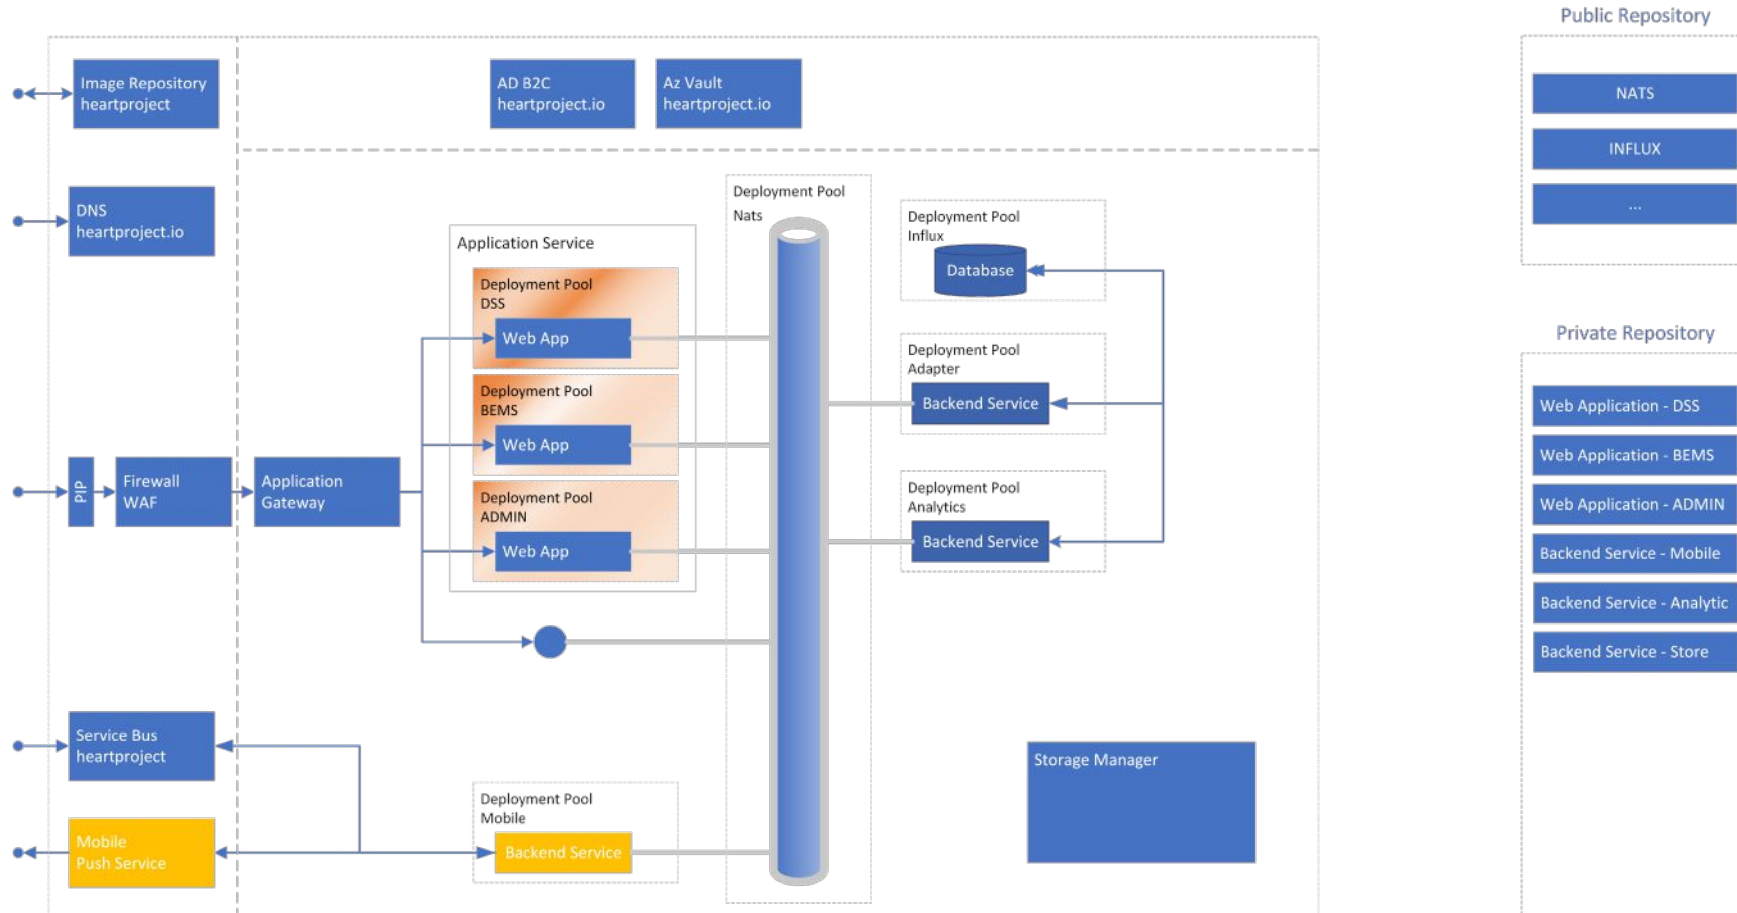 Public Repository
Image Repository
heartproject
AD B2C
heartproject.io
Az Vault
heartproject.io
NATS
INFLUX
...
DNS
heartproject.io
Deployment Pool
Nats
Deployment Pool
Influx
Database
Application Service
Deployment Pool
DSS
Web App
Deployment Pool
BEMS
Web App
Deployment Pool
ADMIN
Web App
Deployment Pool
Adapter
Backend Service
Deployment Pool
Analytics
Backend Service
PIP
Firewall
WAF
Application
Gateway
Private Repository
Web Application - DSS
Web Application - BEMS
Web Application - ADMIN
Backend Service - Mobile
Backend Service - Analytic
Backend Service - Store
Service Bus
heartproject
Mobile
Push Service
Deployment Pool
Mobile
Backend Service
Storage Manager